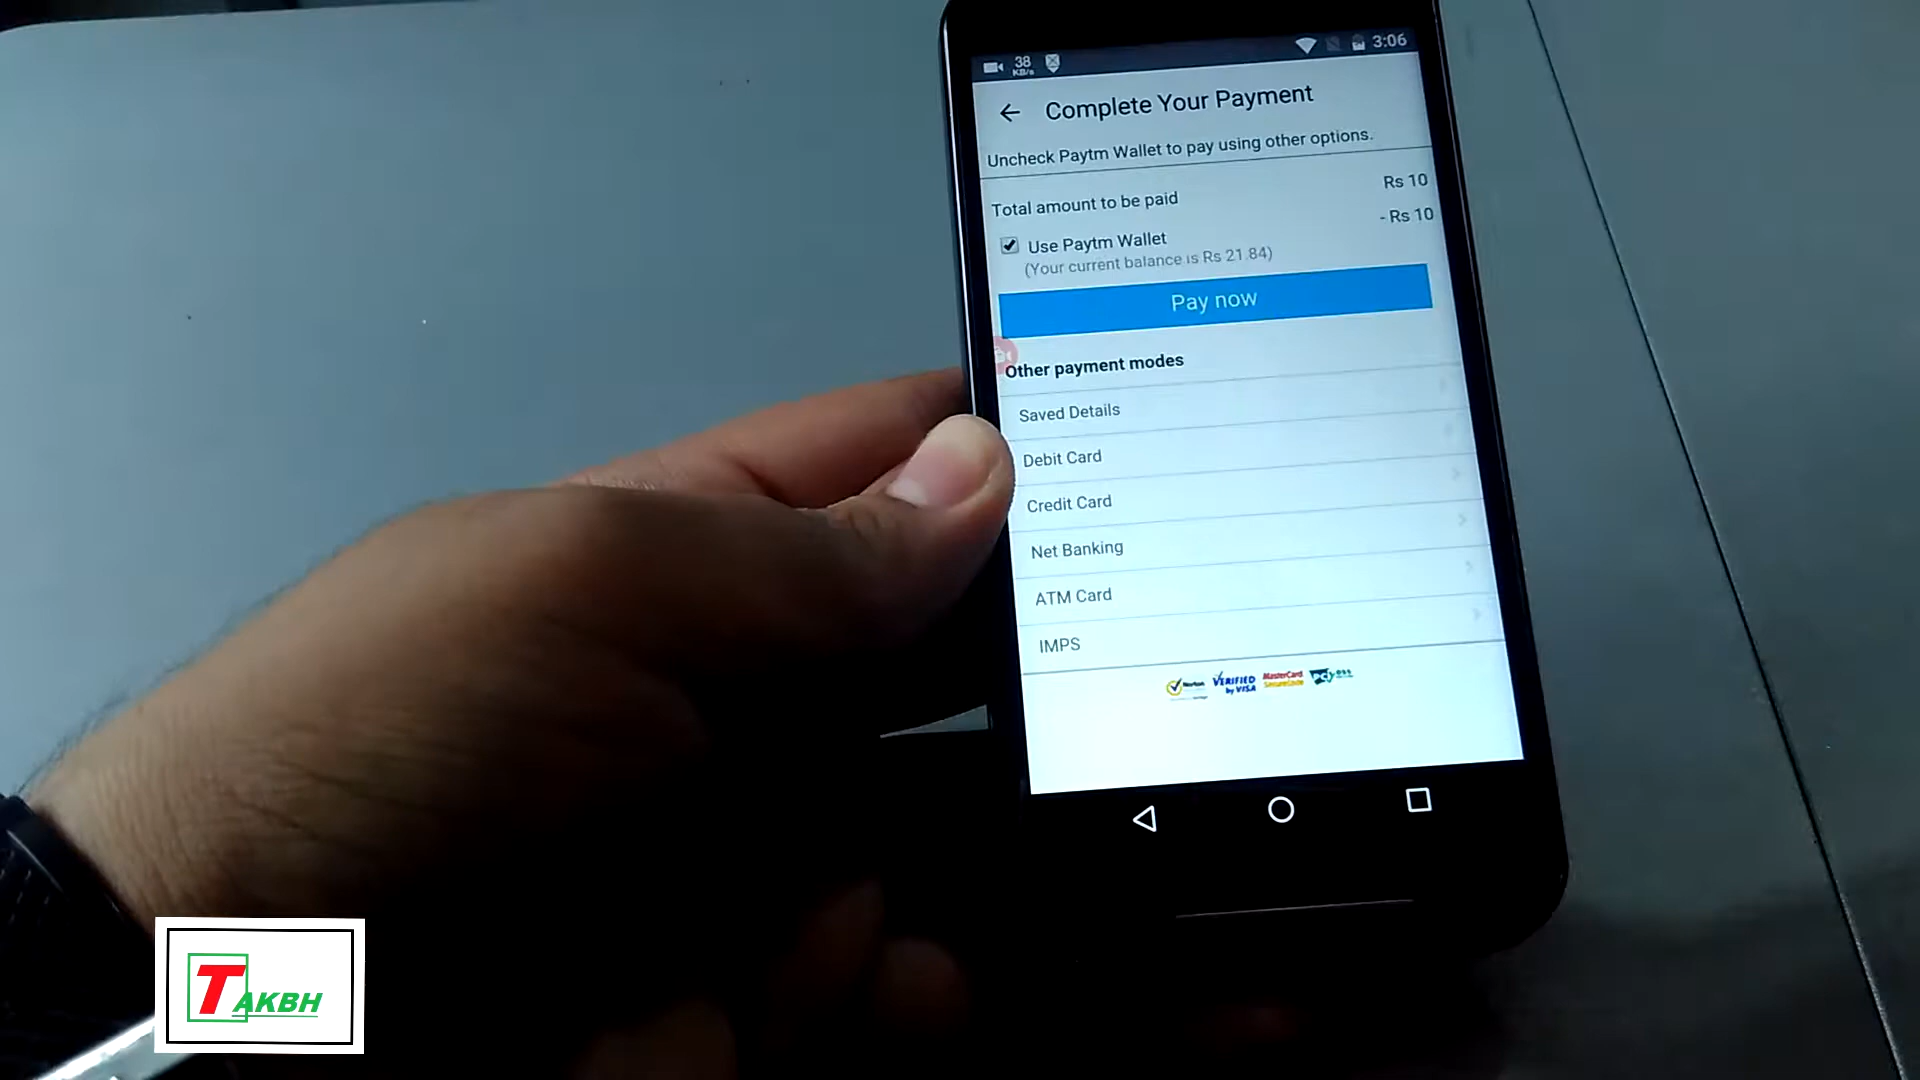 38
KB/s
3:06
Complete Your Payment
Uncheck Paytm Wallet to pay using other options.
Total amount to be paid
Rs 10
Use Paytm Wallet
- Rs 10
(Your current balance is Rs 21.84)
Pay now
Other payment modes
Saved Details
Debit Card
Credit Card
Net Banking
ATM Card
IMPS
Norton
VERIFIED
by VISA
MasterCard
SecureCode
TAKBH